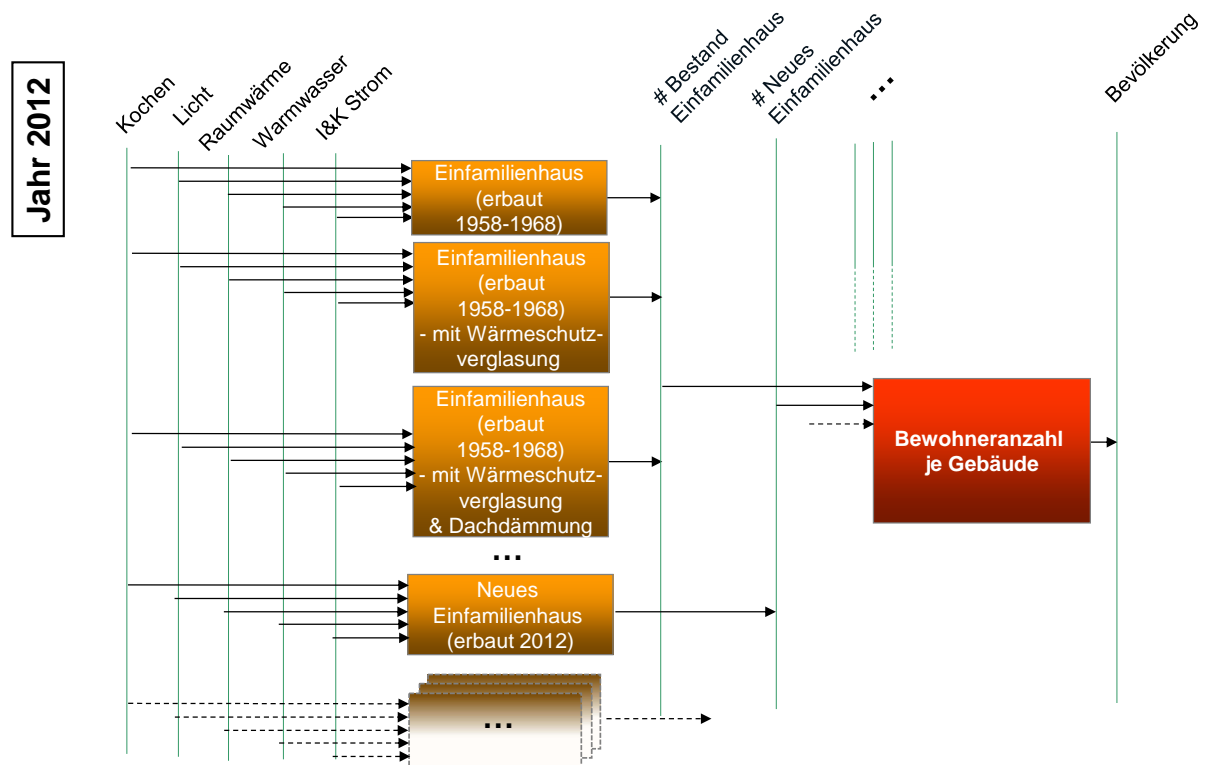 Jahr 2012
Kochen
Licht
Raumwärme
Warmwasser
I&K Strom
# Bestand
Einfamilienhaus
# Neues
Einfamilienhaus
...
Bevölkerung
Einfamilienhaus
(erbaut
1958-1968)
Einfamilienhaus
(erbaut
1958-1968)
- mit Wärmeschutz-
verglasung
Einfamilienhaus
(erbaut
1958-1968)
- mit Wärmeschutz-
verglasung
& Dachdämmung
...
Neues
Einfamilienhaus
(erbaut 2012)
...
Bewohneranzahl
je Gebäude